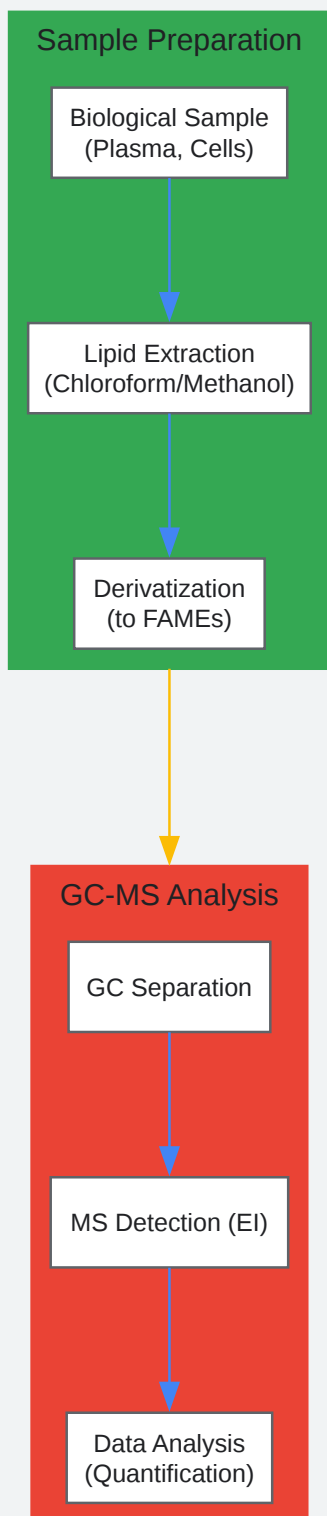 Sample Preparation
Biological Sample
(Plasma, Cells)
Lipid Extraction
(Chloroform/Methanol)
Derivatization
(to FAMEs)
GC-MS Analysis
GC Separation
MS Detection (EI)
Data Analysis
(Quantification)